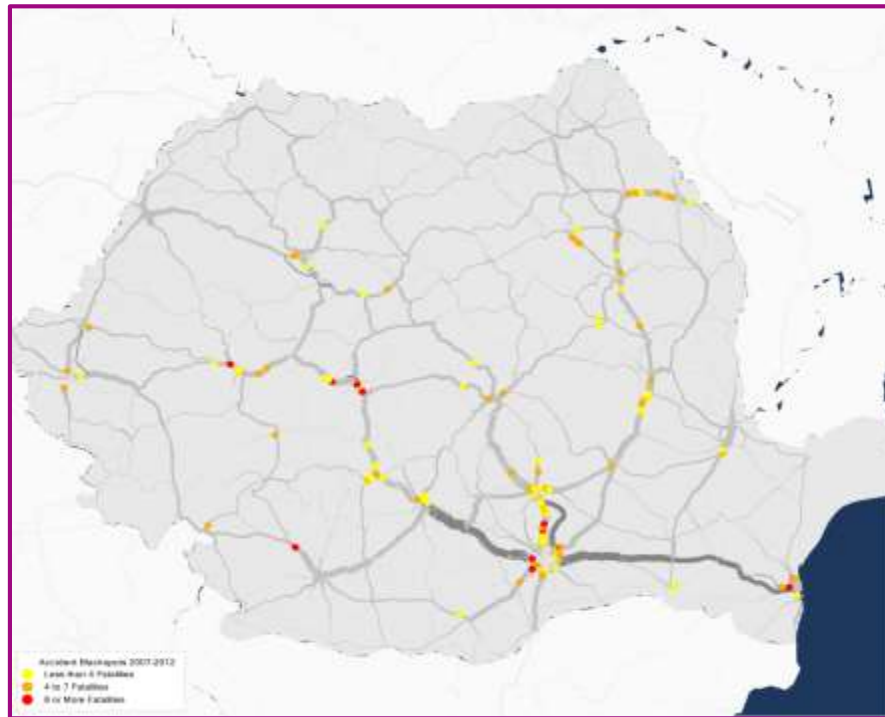 Accident Blackspots 2007-2012
Less than 4 Fatalities
4 to 7 Fatalities
8 or More Fatalities